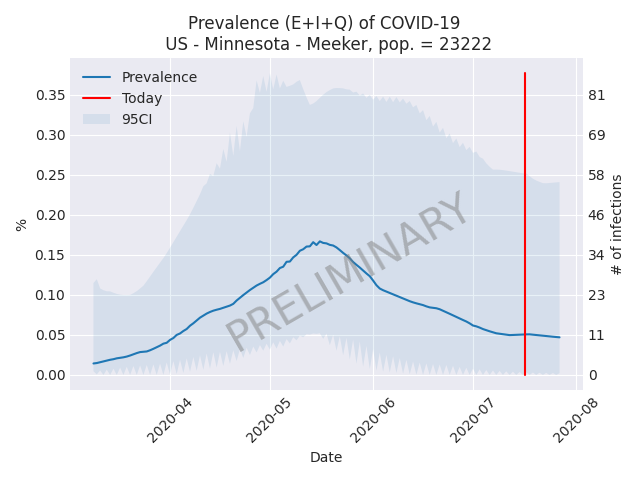 Prevalence (E+I+Q) of COVID-19
US - Minnesota - Meeker, pop. = 23222
Prevalence
Today
95CI
0.35
0.30
0.25
0.20
0.15
0.10
0.05
0.00
%
81
69
58
46
34
23
11
0
# of infections
PRELIMINARY
2020-04
2020-05
2020-06
2020-07
2020-08
Date